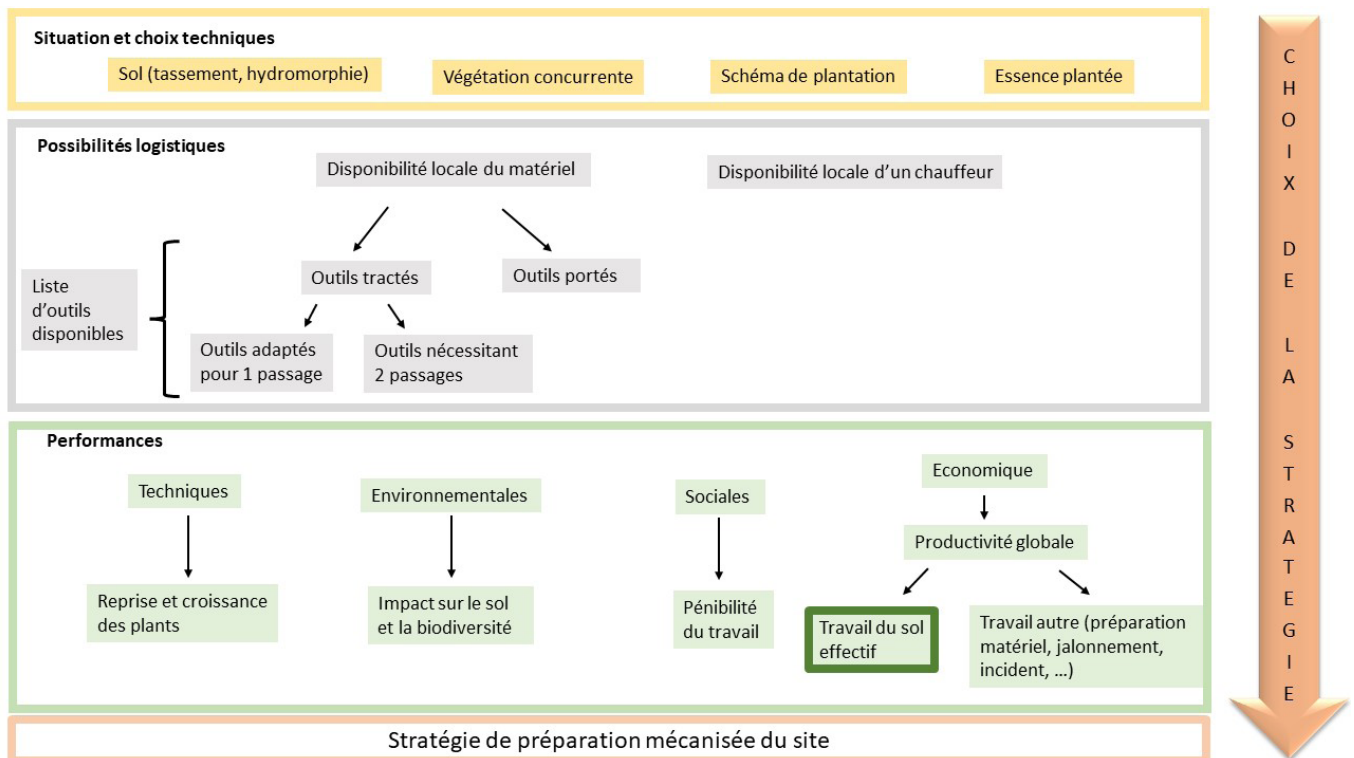 Situation et choix techniques
Sol (tassement, hydromorphie)
Végétation concurrente
Schéma de plantation
Essence plantée
Possibilités logistiques
Disponibilité locale du matériel
Disponibilité locale d’un chauffeur
Outils tractés
Outils portés
Liste
d’outils
disponibles
Outils adaptés
pour 1 passage
Outils nécessitant
2 passages
Performances
Techniques
Environnementales
Sociales
Economique
Productivité globale
Reprise et croissance
des plants
Impact sur le sol
et la biodiversité
Pénibilité
du travail
Travail du sol
effectif
Travail autre (préparation
matériel, jalonnement,
incident, …)
Stratégie de préparation mécanisée du site
CHOIX DE LA STRATEGIE